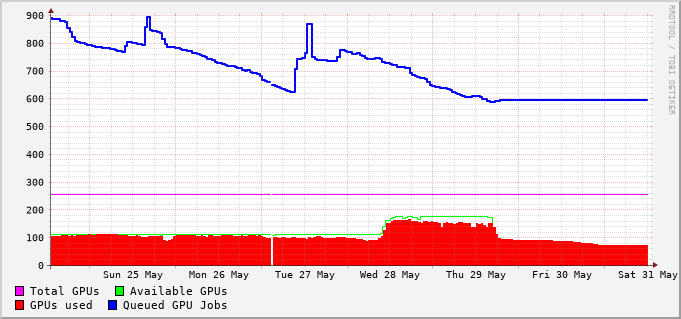 RRDTOOL / TOBI OETIKER
900
800
700
600
500
400
300
200
100
0
Sun 25 May Mon 26 May Tue 27 May Wed 28 May Thu 29 May Fri 30 May Sat 31 May
Total GPUs Available GPUs
GPUs used Queued GPU Jobs